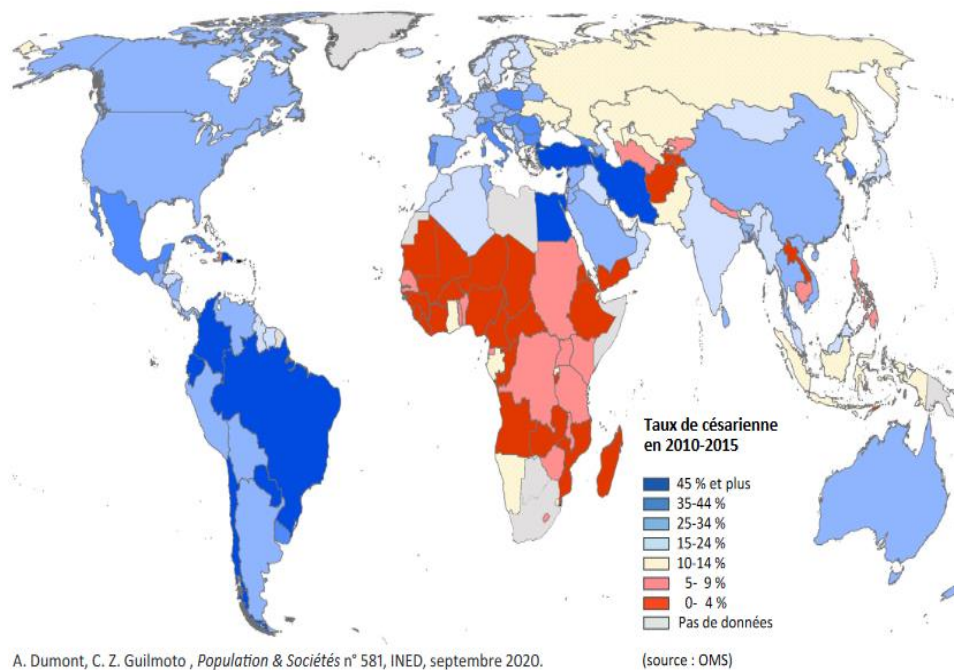 Taux de césarienne
en 2010-2015
45 % et plus
35-44 %
25-34 %
15-24 %
10-14 %
5- 9 %
0- 4 %
Pas de données
A. Dumont, C. Z. Guilmoto , Population & Sociétés n° 581, INED, septembre 2020.
(source : OMS)